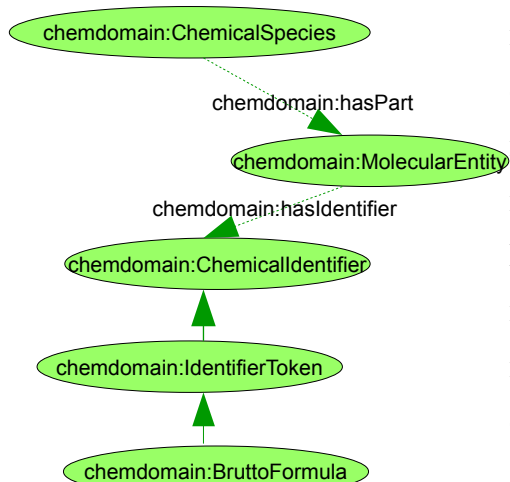 chemdomain:ChemicalSpecies
chemdomain:hasPart
chemdomain:MolecularEntity
chemdomain:hasIdentifier
chemdomain:ChemicalIdentifier
chemdomain:IdentifierToken
chemdomain:BruttoFormula